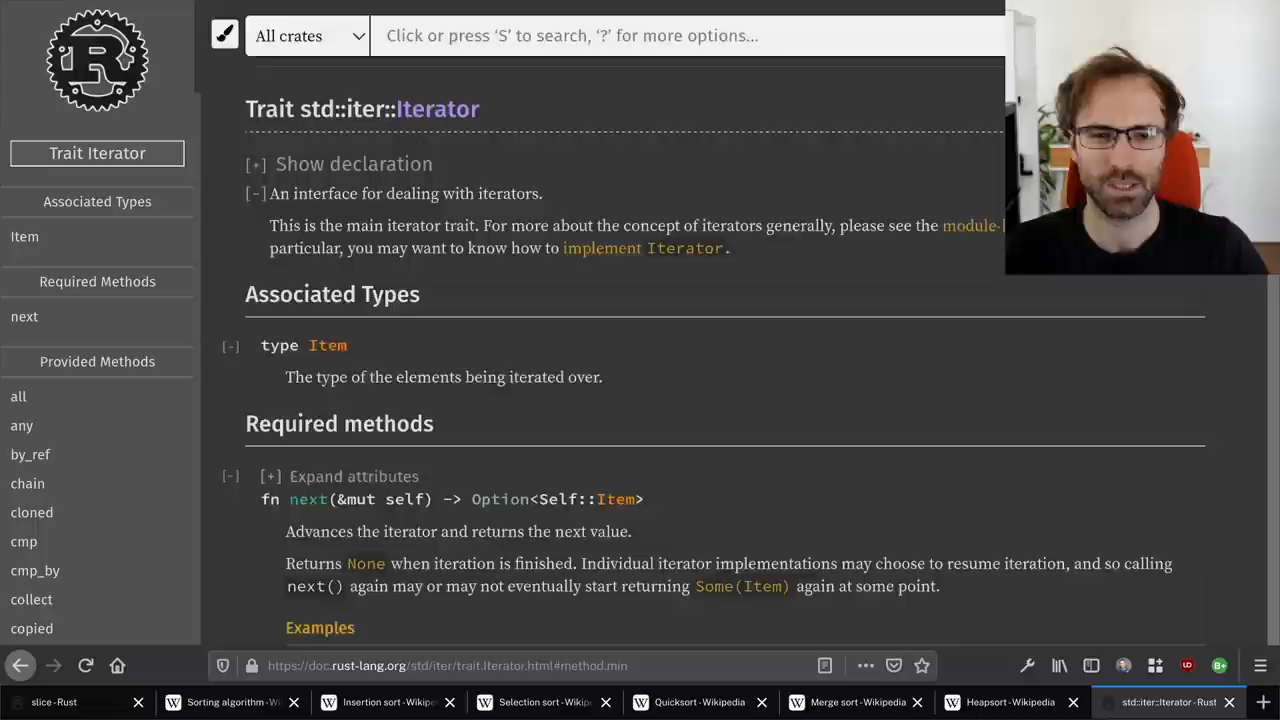 All crates
Click or press ‘S’ to search, ‘?’ for more options…
Trait Iterator
Associated Types
Item
Required Methods
next
Provided Methods
all
any
by_ref
chain
cloned
cmp
cmp_by
collect
copied
Trait std::iter::Iterator
[+] Show declaration
[-] An interface for dealing with iterators.
This is the main iterator trait. For more about the concept of iterators generally, please see the module-
particular, you may want to know how to implement Iterator.
Associated Types
[-] type Item
The type of the elements being iterated over.
Required methods
[-] [+] Expand attributes
fn next(&mut self) -> Option<Self::Item>
Advances the iterator and returns the next value.
Returns None when iteration is finished. Individual iterator implementations may choose to resume iteration, and so calling
next() again may or may not eventually start returning Some(Item) again at some point.
Examples
https://doc.rust-lang.org/std/iter/trait.Iterator.html#method.min
slice - Rust
Sorting algorithm - W
Insertion sort - Wikipe
Selection sort - Wikip
Quicksort - Wikipedia
Merge sort - Wikipedia
Heapsort - Wikipedia
std::iter::Iterator - Rust